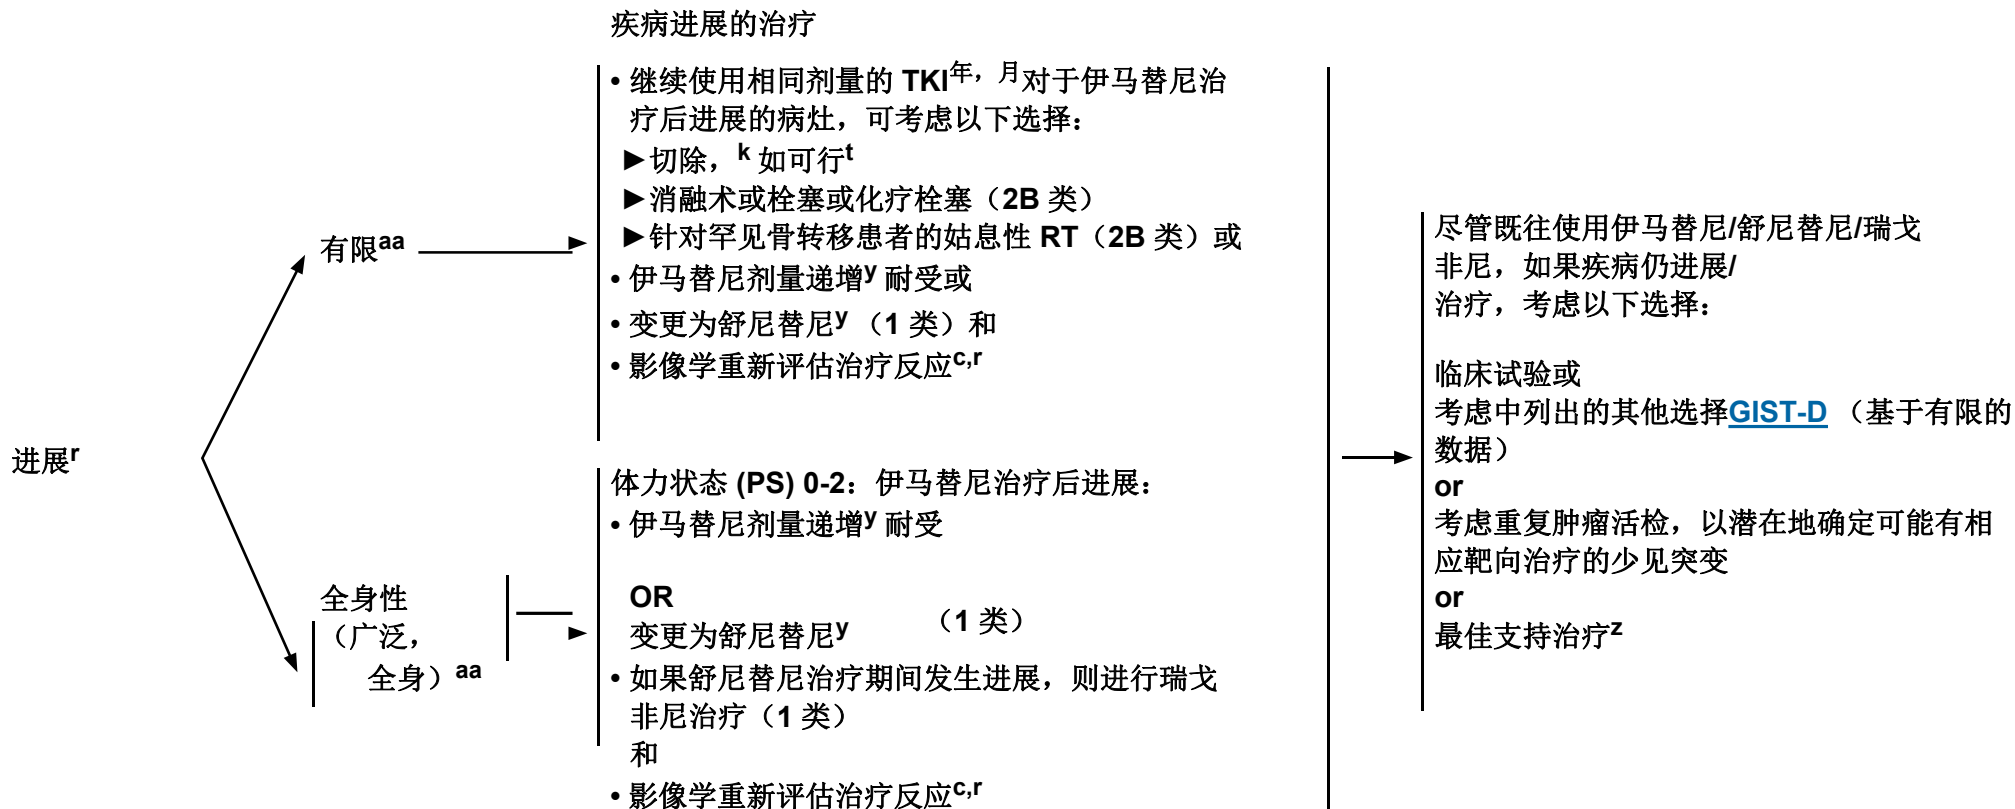 疾病进展的治疗
• 继续使用相同剂量的 TKI年，月对于伊马替尼治
疗后进展的病灶，可考虑以下选择：
►切除，k 如可行t
►消融术或栓塞或化疗栓塞（2B 类）
►针对罕见骨转移患者的姑息性 RT（2B 类）或
• 伊马替尼剂量递增y 耐受或
• 变更为舒尼替尼y （1 类）和
• 影像学重新评估治疗反应c,r
有限aa
进展r
全身性
（广泛，
全身）aa
体力状态 (PS) 0-2：伊马替尼治疗后进展：
• 伊马替尼剂量递增y 耐受
OR
变更为舒尼替尼y （1 类）
• 如果舒尼替尼治疗期间发生进展，则进行瑞戈
非尼治疗（1 类）
和
• 影像学重新评估治疗反应c,r
尽管既往使用伊马替尼/舒尼替尼/瑞戈
非尼，如果疾病仍进展/
治疗，考虑以下选择：
临床试验或
考虑中列出的其他选择GIST-D （基于有限的
数据）
or
考虑重复肿瘤活检，以潜在地确定可能有相
应靶向治疗的少见突变
or
最佳支持治疗z